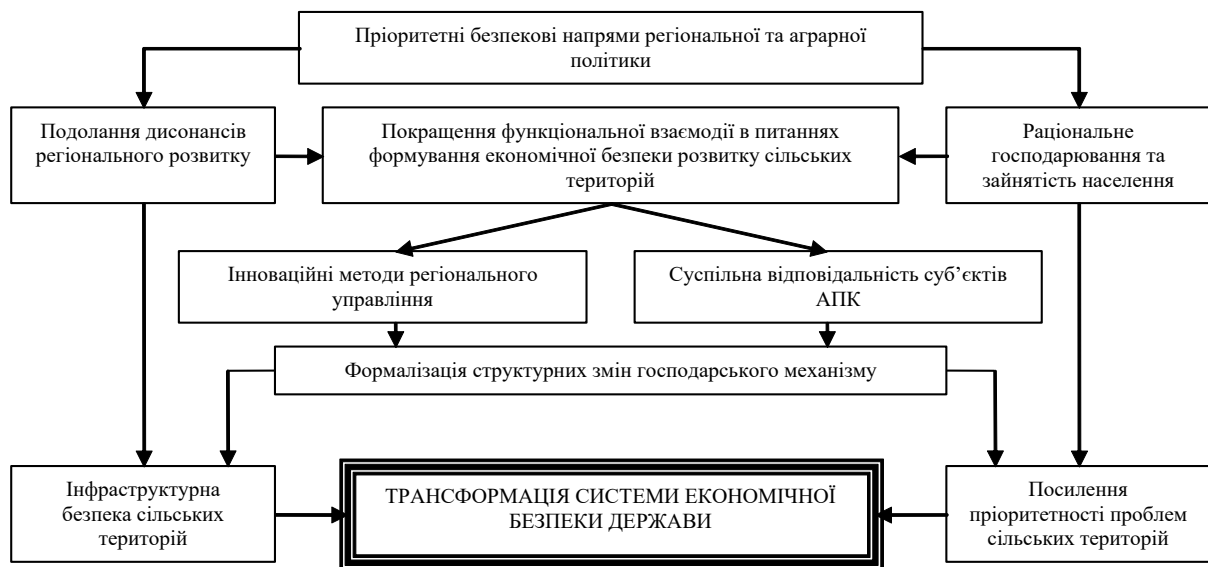 Пріоритетні безпекові напрями регіональної та аграрної
політики
Подолання дисонансів
регіонального розвитку
Покращення функціональної взаємодії в питаннях
формування економічної безпеки розвитку сільських
територій
Раціональне
господарювання та
зайнятість населення
Інноваційні методи регіонального
управління
Суспільна відповідальність суб’єктів
АПК
Формалізація структурних змін господарського механізму
Інфраструктурна
безпека сільських
територій
ТРАНСФОРМАЦІЯ СИСТЕМИ ЕКОНОМІЧНОЇ
БЕЗПЕКИ ДЕРЖАВИ
Посилення
пріоритетності проблем
сільських територій